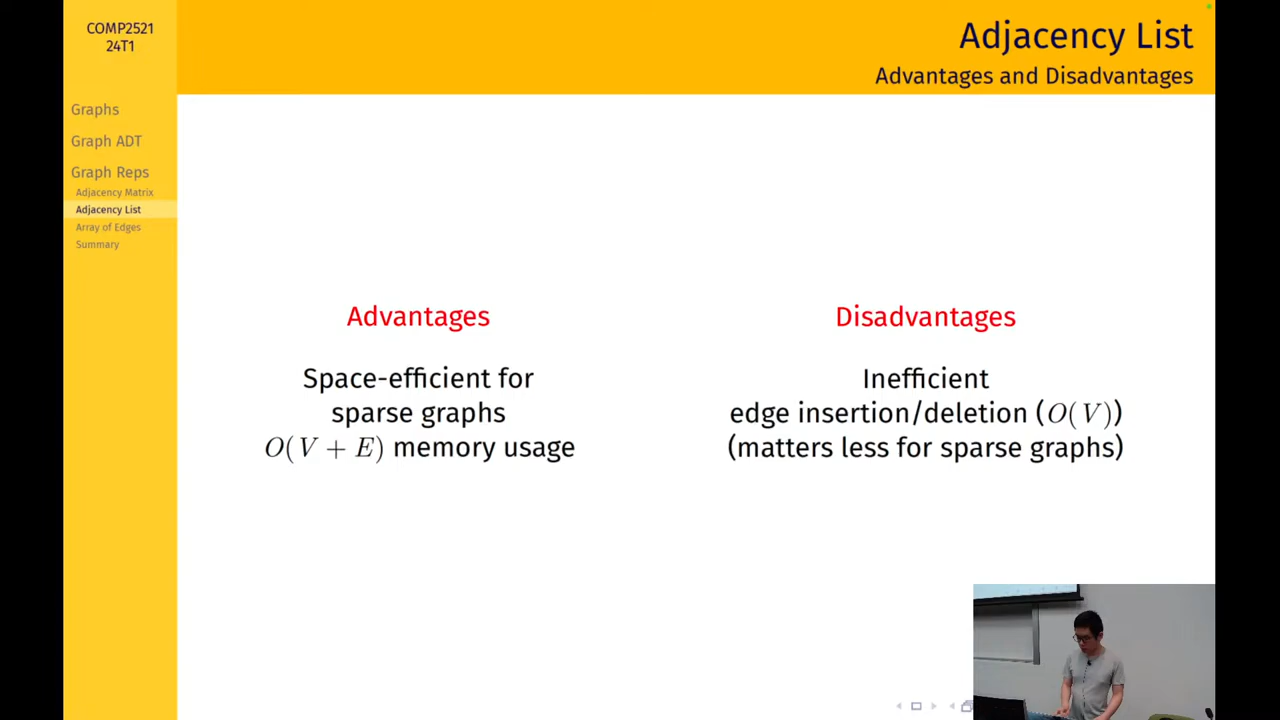 COMP2521
24T1
Graphs
Graph ADT
Graph Reps
Adjacency Matrix
Adjacency List
Array of Edges
Summary
Adjacency List
Advantages and Disadvantages
Advantages
Space-efficient for
sparse graphs
O(V + E) memory usage
Disadvantages
Inefficient
edge insertion/deletion (O(V))
(matters less for sparse graphs)